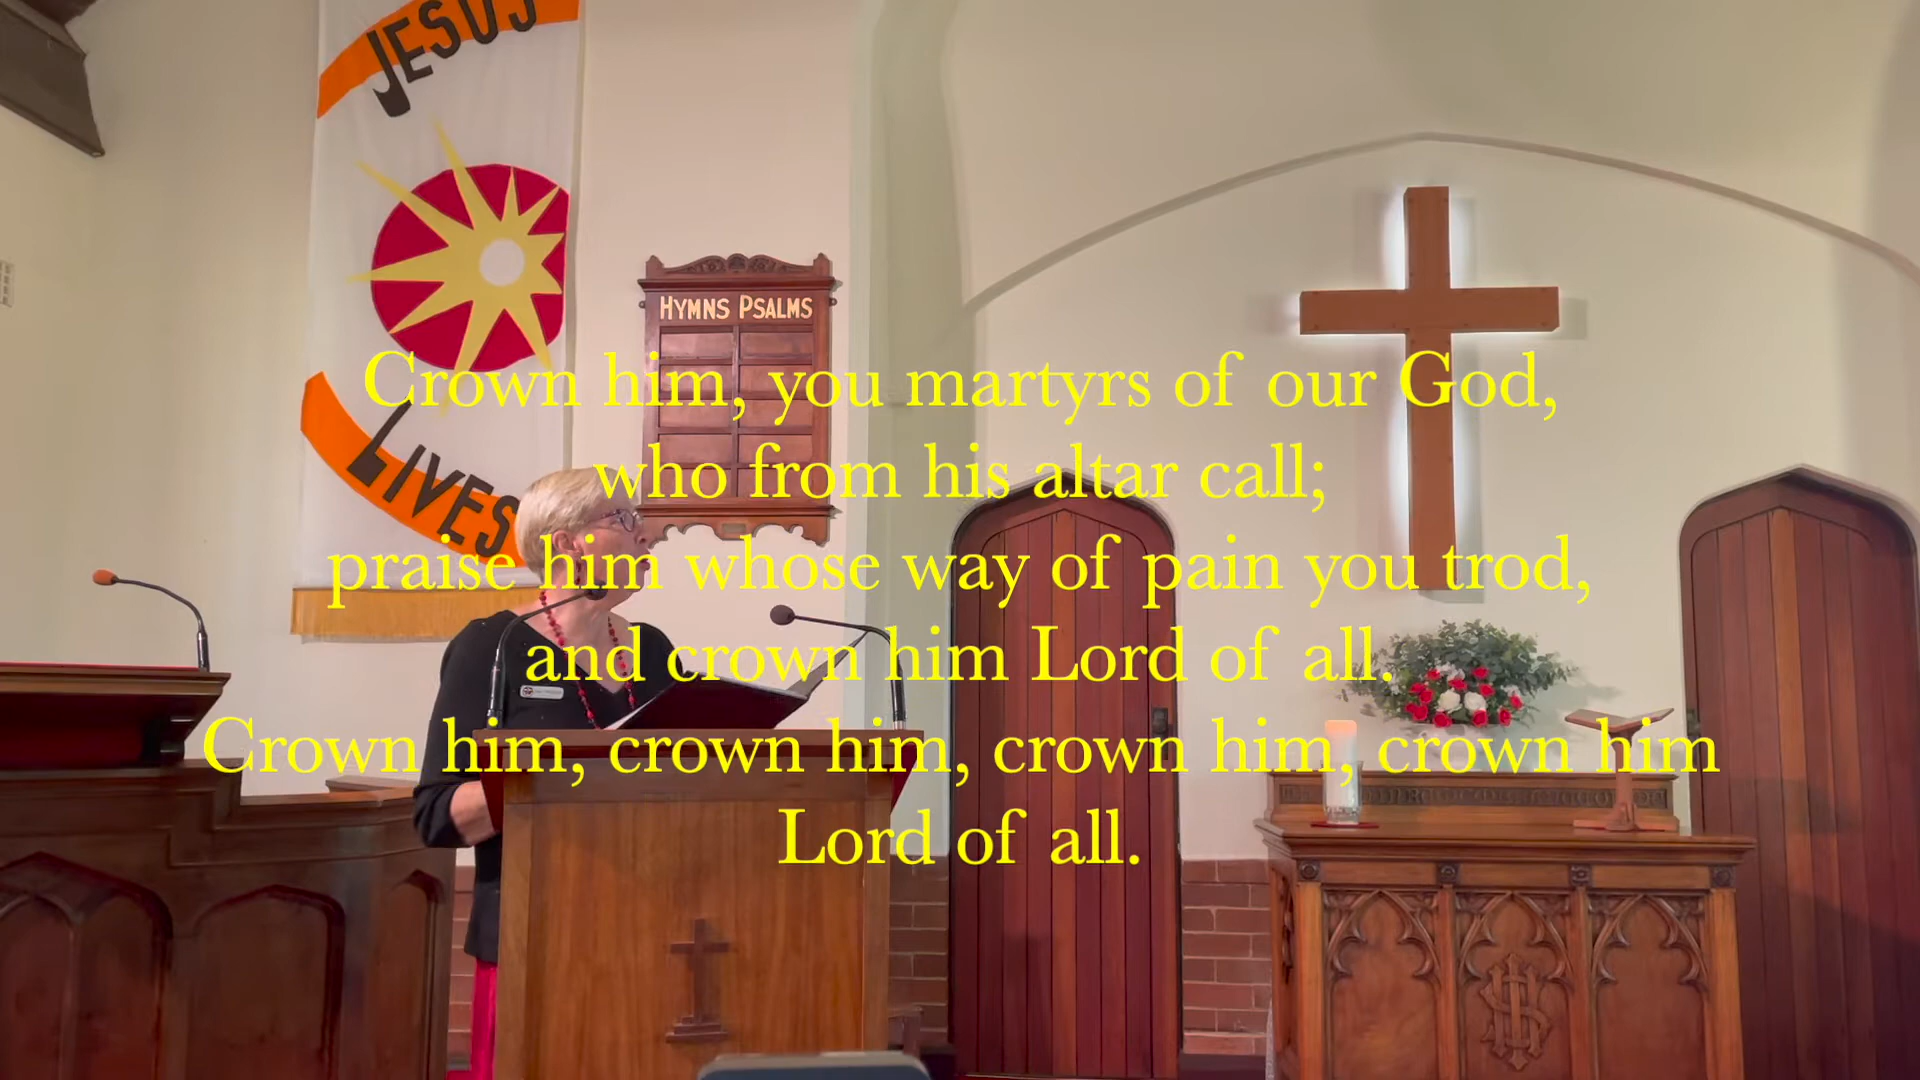 JESUS
HYMNS PSALMS
LIVES
Crown him, you martyrs of our God,
who from his altar call;
praise him whose way of pain you trod,
and crown him Lord of all.
Crown him, crown him, crown him, crown him
Lord of all.
IHS